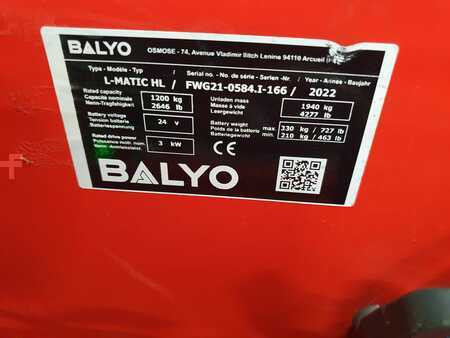 BALYO OSMOSE - 74, Avenue Vladimir Ilitch Lenine 94110 Arcueil
Type - Modèle - Typ / Serial no. - No de série - Serien-Nr. / Year - Année - Baujahr
L-MATIC HL / FWG21-0584.I-166 / 2022
Rated capacity
Capacité nominale
Nenn-Tragfähigkeit
1200 kg
2646 lb
Unladen mass
Masse à vide
Leergewicht
1940 kg
4277 lb
Battery voltage
Tension batterie
Batteriespannung
24 v
Battery weight
Poids de la batterie
Batteriegewicht
max 330 kg / 727 lb
min 210 kg / 463 lb
Rated drive power
Puissance motr. nom.
3 kW
CE
BALYO